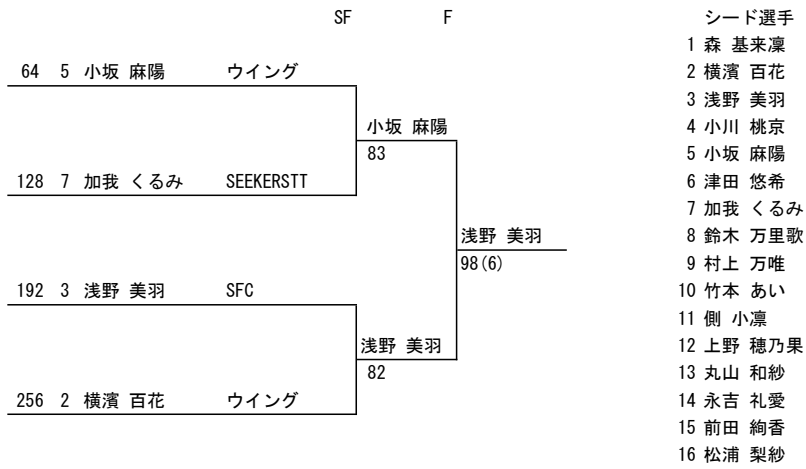 SF F シード選手
1 森 基来凜
64 5 小坂 麻陽 ウイング 2 横濱 百花
3 浅野 美羽
小坂 麻陽 4 小川 桃京
83 5 小坂 麻陽
128 7 加我 くるみ SEEKERSTT 6 津田 悠希
7 加我 くるみ
浅野 美羽 8 鈴木 万里歌
98(6) 9 村上 万唯
192 3 浅野 美羽 SFC 10 竹本 あい
11 側 小凛
浅野 美羽 12 上野 穂乃果
82 13 丸山 和紗
256 2 横濱 百花 ウイング 14 永吉 礼愛
15 前田 絢香
16 松浦 梨紗